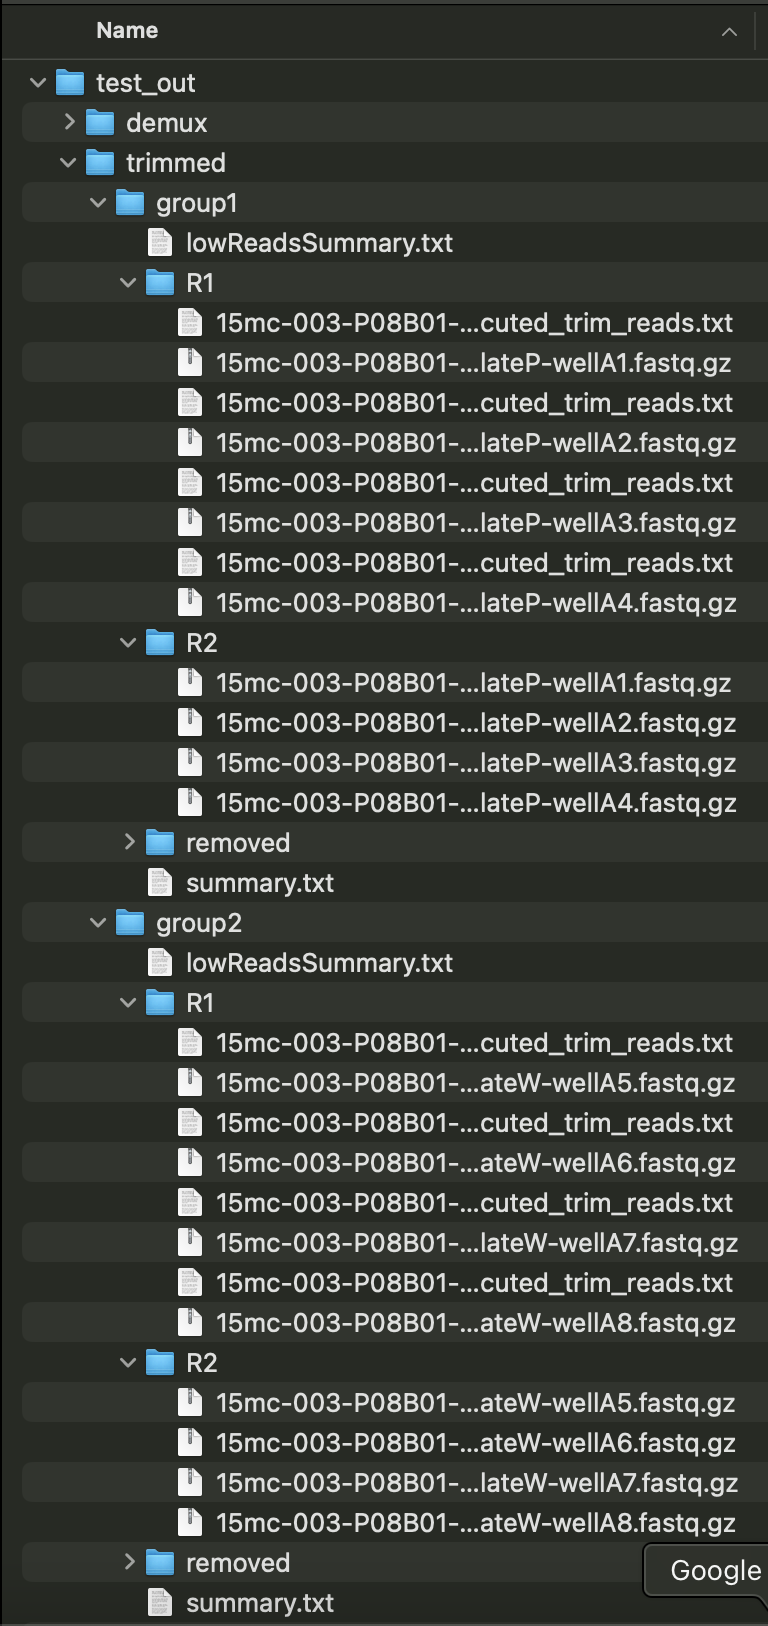 Name
test_out
demux
trimmed
group1
lowReadsSummary.txt
R1
15mc-003-P08B01-...cuted_trim_reads.txt
15mc-003-P08B01-...lateP-wellA1.fastq.gz
15mc-003-P08B01-...cuted_trim_reads.txt
15mc-003-P08B01-...lateP-wellA2.fastq.gz
15mc-003-P08B01-...cuted_trim_reads.txt
15mc-003-P08B01-...lateP-wellA3.fastq.gz
15mc-003-P08B01-...cuted_trim_reads.txt
15mc-003-P08B01-...lateP-wellA4.fastq.gz
R2
15mc-003-P08B01-...lateP-wellA1.fastq.gz
15mc-003-P08B01-...lateP-wellA2.fastq.gz
15mc-003-P08B01-...lateP-wellA3.fastq.gz
15mc-003-P08B01-...lateP-wellA4.fastq.gz
removed
summary.txt
group2
lowReadsSummary.txt
R1
15mc-003-P08B01-...cuted_trim_reads.txt
15mc-003-P08B01-...ateW-wellA5.fastq.gz
15mc-003-P08B01-...cuted_trim_reads.txt
15mc-003-P08B01-...ateW-wellA6.fastq.gz
15mc-003-P08B01-...cuted_trim_reads.txt
15mc-003-P08B01-...lateW-wellA7.fastq.gz
15mc-003-P08B01-...cuted_trim_reads.txt
15mc-003-P08B01-...ateW-wellA8.fastq.gz
R2
15mc-003-P08B01-...ateW-wellA5.fastq.gz
15mc-003-P08B01-...ateW-wellA6.fastq.gz
15mc-003-P08B01-...lateW-wellA7.fastq.gz
15mc-003-P08B01-...ateW-wellA8.fastq.gz
removed
Google
summary.txt